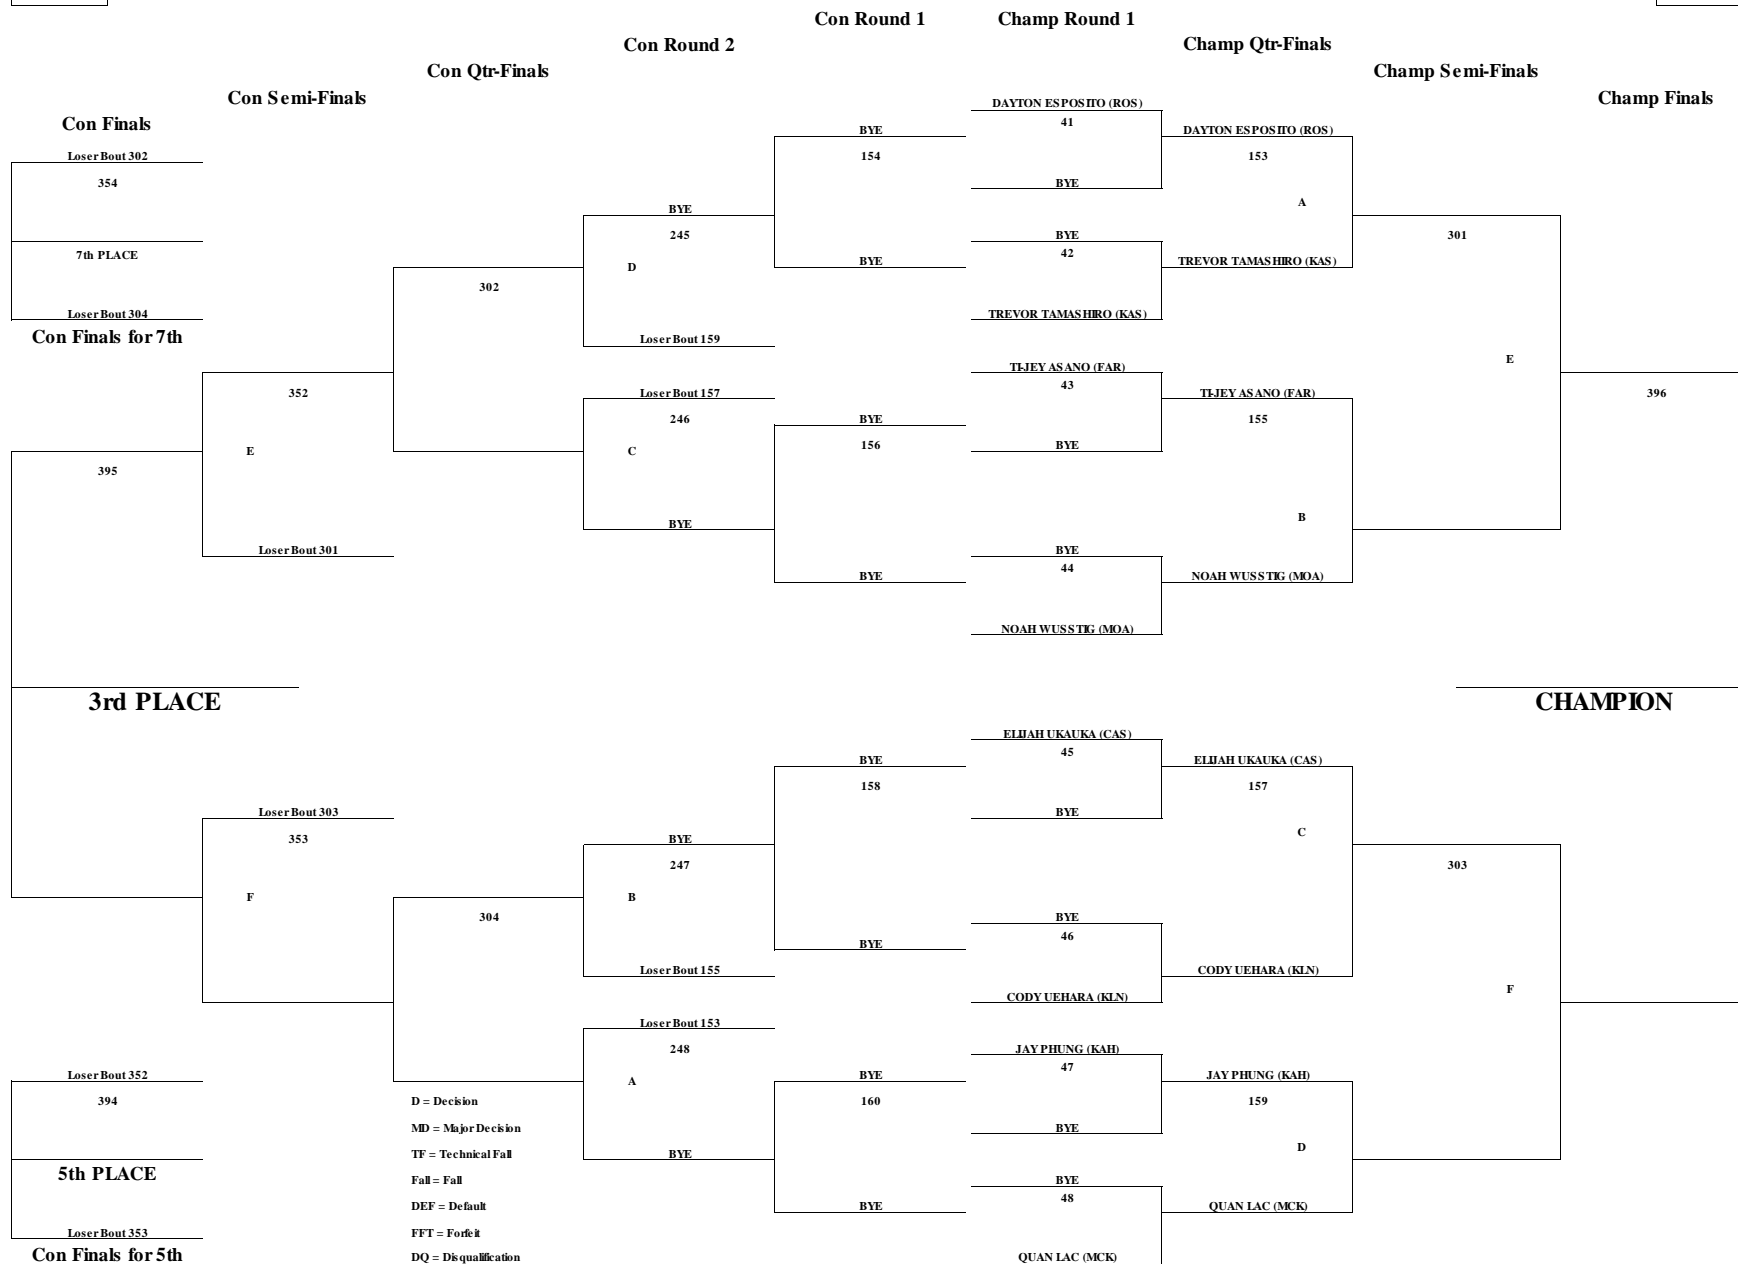 Con Round 1
Champ Round 1
Con Round 2
Champ Qtr-Finals
Con Qtr-Finals
Champ Semi-Finals
Con Semi-Finals
Champ Finals
Con Finals
DAYTON ESPOSITO (ROS)
41
BYE
DAYTON ESPOSITO (ROS)
Loser Bout 302
154
153
354
BYE
BYE
A
BYE
245
301
7th PLACE
42
D
BYE
TREVOR TAMASHIRO (KAS)
302
Loser Bout 304
TREVOR TAMASHIRO (KAS)
Con Finals for 7th
Loser Bout 159
E
TI-JEY ASANO (FAR)
43
352
Loser Bout 157
TI-JEY ASANO (FAR)
396
246
BYE
155
156
BYE
E
C
395
B
BYE
Loser Bout 301
BYE
44
BYE
NOAH WUSSTIG (MOA)
NOAH WUSSTIG (MOA)
3rd PLACE
CHAMPION
ELIJAH UKAUKA (CAS)
45
BYE
ELIJAH UKAUKA (CAS)
158
157
Loser Bout 303
BYE
353
BYE
C
247
303
F
B
304
BYE
46
BYE
Loser Bout 155
CODY UEHARA (KLN)
F
CODY UEHARA (KLN)
Loser Bout 153
248
JAY PHUNG (KAH)
47
Loser Bout 352
A
BYE
JAY PHUNG (KAH)
394
D = Decision
160
159
MD = Major Decision
BYE
TF = Technical Fall
BYE
D
5th PLACE
Fall = Fall
BYE
48
DEF = Default
BYE
QUAN LAC (MCK)
Loser Bout 353
FFT = Forfeit
Con Finals for 5th
DQ = Disqualification
QUAN LAC (MCK)